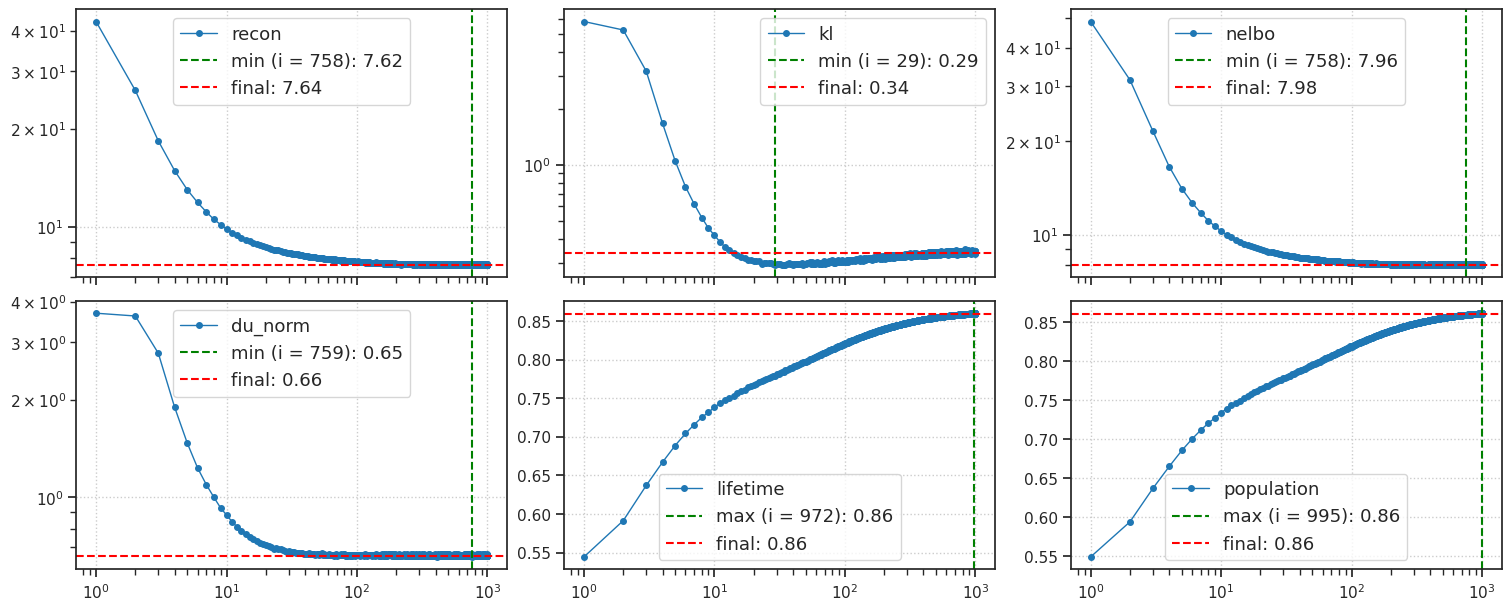 4 × 10¹
3 × 10¹
2 × 10¹
10¹
recon
min (i = 758): 7.62
final: 7.64
10⁰
kl
min (i = 29): 0.29
final: 0.34
4 × 10¹
3 × 10¹
2 × 10¹
10¹
nelbo
min (i = 758): 7.96
final: 7.98
4 × 10⁰
3 × 10⁰
2 × 10⁰
10⁰
du_norm
min (i = 759): 0.65
final: 0.66
10⁰ 10¹ 10² 10³
0.85
0.80
0.75
0.70
0.65
0.60
0.55
lifetime
max (i = 972): 0.86
final: 0.86
10⁰ 10¹ 10² 10³
0.85
0.80
0.75
0.70
0.65
0.60
0.55
population
max (i = 995): 0.86
final: 0.86
10⁰ 10¹ 10² 10³